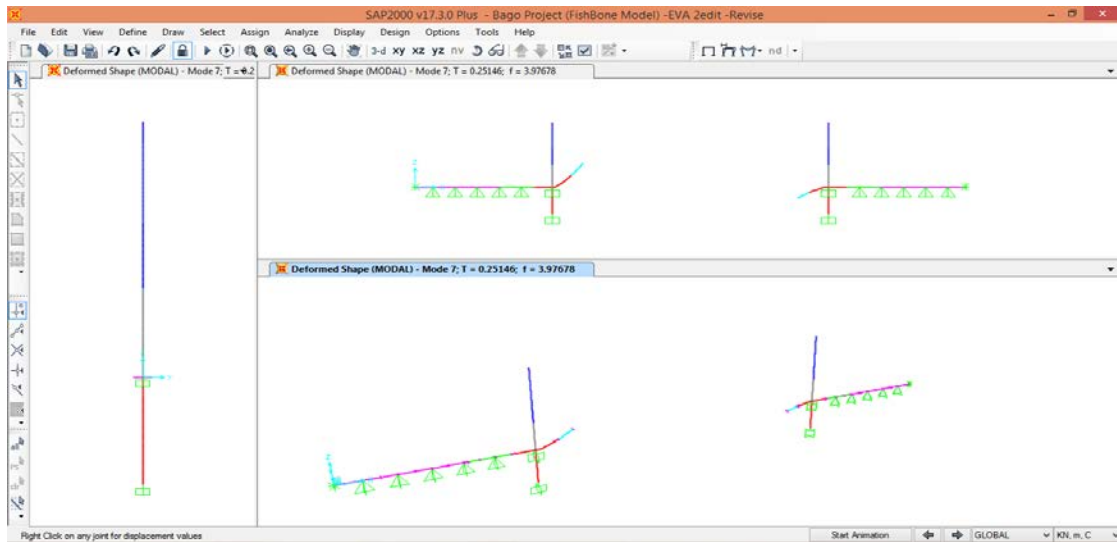 SAP2000 v17.3.0 Plus - Bago Project (FishBone Model) -EVA 2edit -Revise
File Edit View Define Draw Select Assign Analyze Display Design Options Tools Help
3-d xy xz yz nv nd
Deformed Shape (MODAL) - Mode 7; T = 0.2
Deformed Shape (MODAL) - Mode 7; T = 0.25146; f = 3.97678
Z
Y
Deformed Shape (MODAL) - Mode 7; T = 0.25146; f = 3.97678
Z
all
ps
clr
Right Click on any joint for displacement values
Start Animation
GLOBAL
KN, m, C